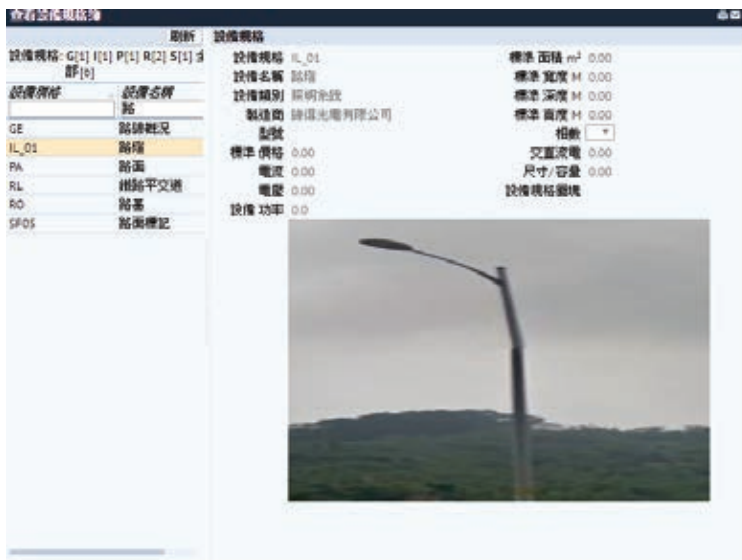 查看設備規格簿
刷新
設備規格: G[1] I[1] P[1] R[2] S[1] 全
部[6]
設備規格 設備名稱
路
GE 路線概況
IL_01 路燈
PA 路面
RL 鐵路平交道
RO 路基
SF05 路面標記
設備規格
設備規格 IL_01
設備名稱 路燈
設備類別 照明系統
製造商 光電有限公司
型號
標準 價格 0.00
電流 0.00
電壓 0.00
設備 功率 0.0
標準 面積 m² 0.00
標準 寬度 M 0.00
標準 深度 M 0.00
標準 高度 M 0.00
相數
交直流電 0.00
尺寸/容量 0.00
設備規格圖塊